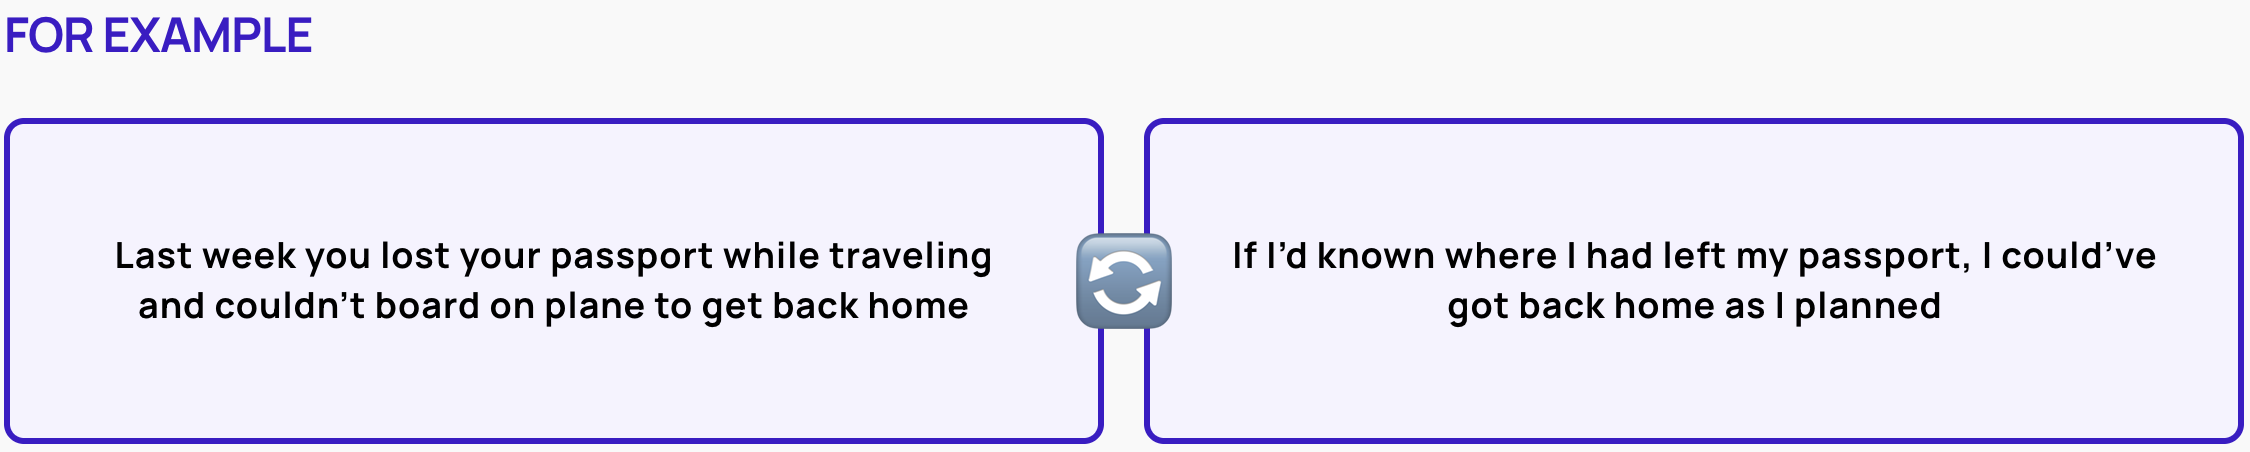 FOR EXAMPLE
Last week you lost your passport while traveling
and couldn't board on plane to get back home
If I'd known where I had left my passport, I could've
got back home as I planned